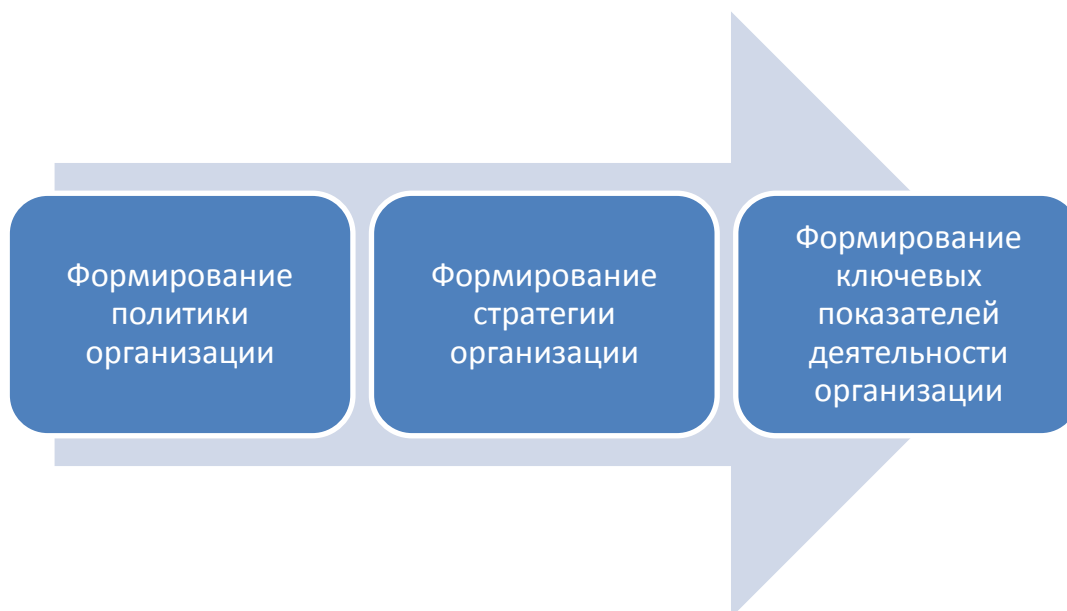 Формирование
политики
организации
Формирование
стратегии
организации
Формирование
ключевых
показателей
деятельности
организации